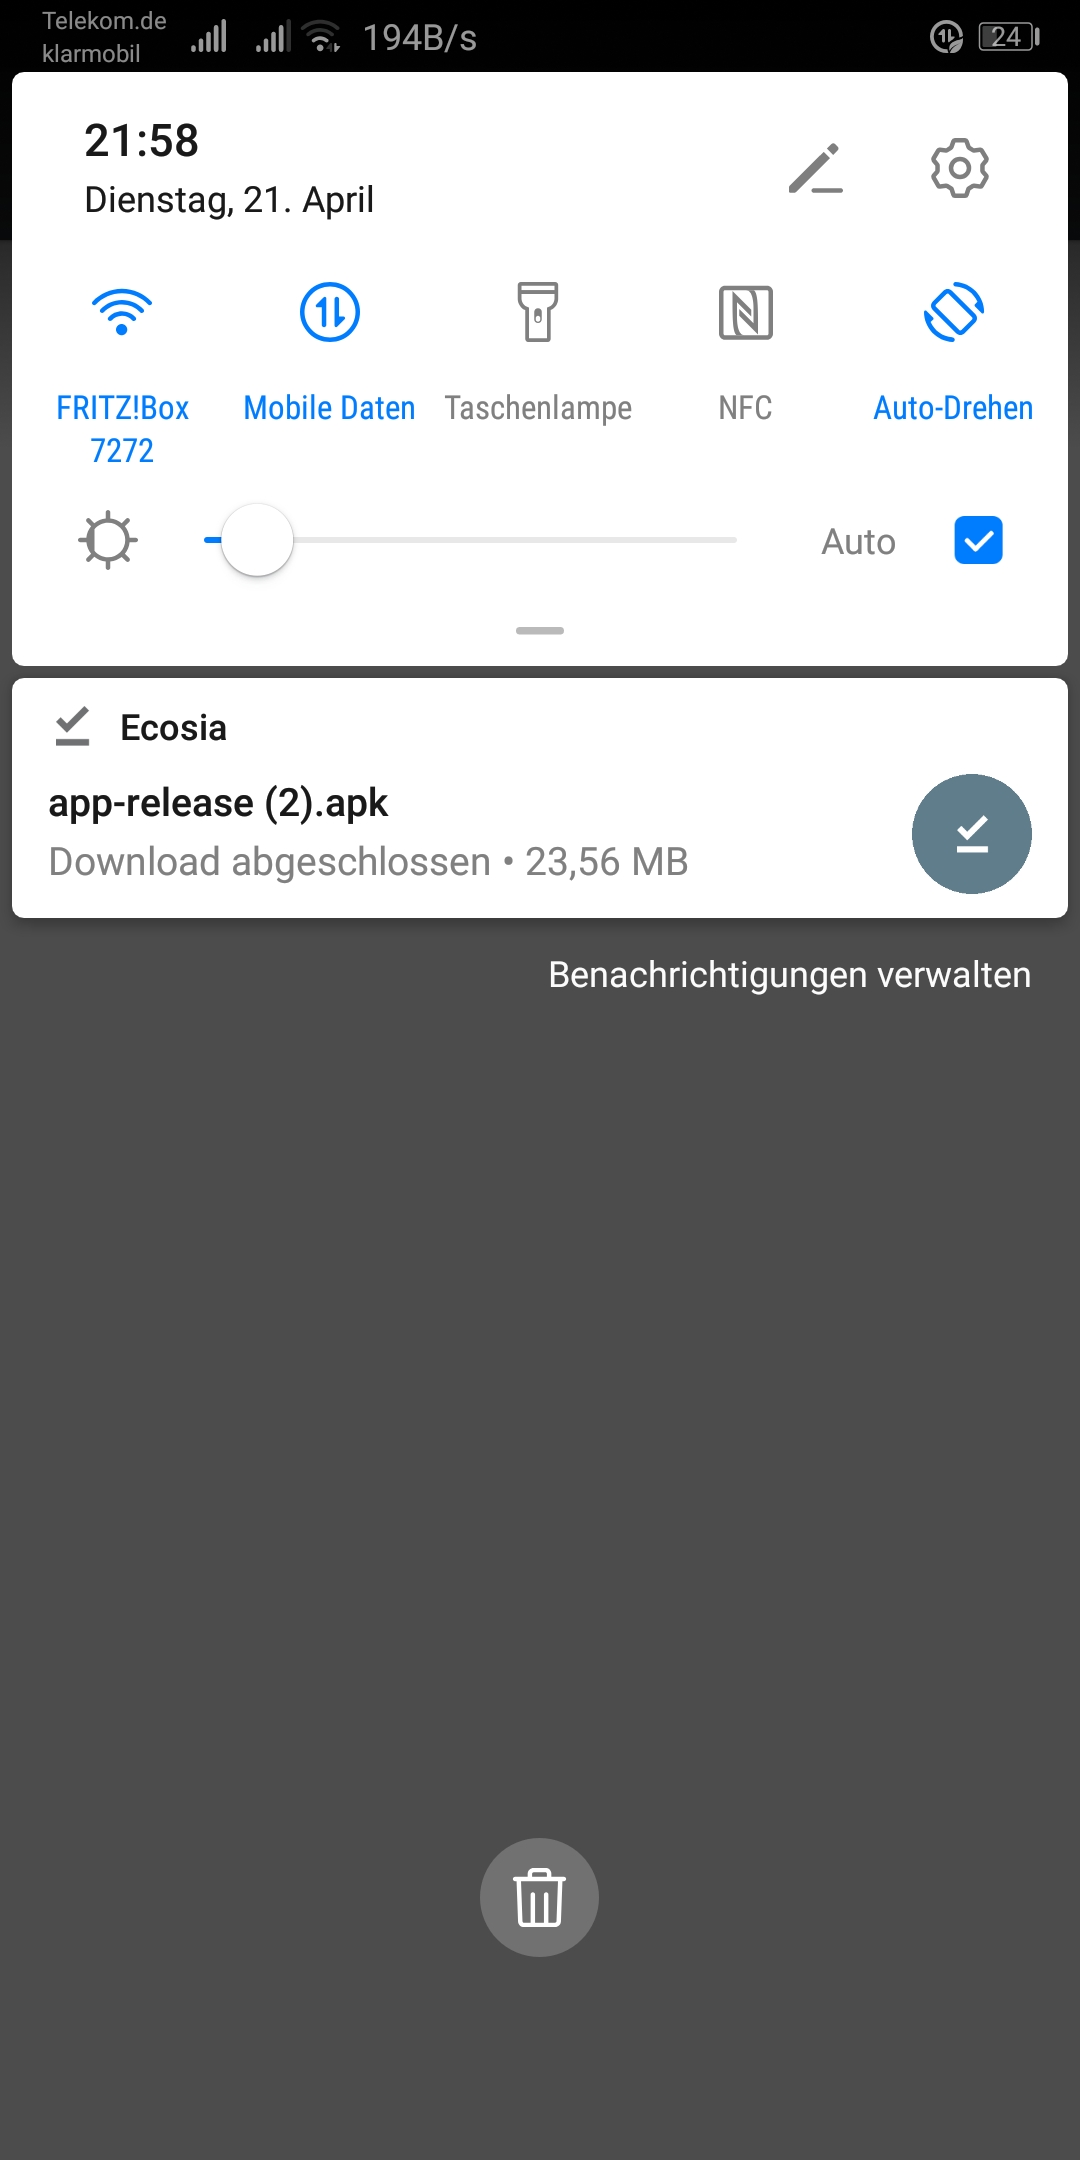 Telekom.de
klarmobil
194B/s
24
21:58
Dienstag, 21. April
FRITZ!Box
7272
Mobile Daten
Taschenlampe
NFC
Auto-Drehen
Auto
Ecosia
app-release (2).apk
Download abgeschlossen • 23,56 MB
Benachrichtigungen verwalten